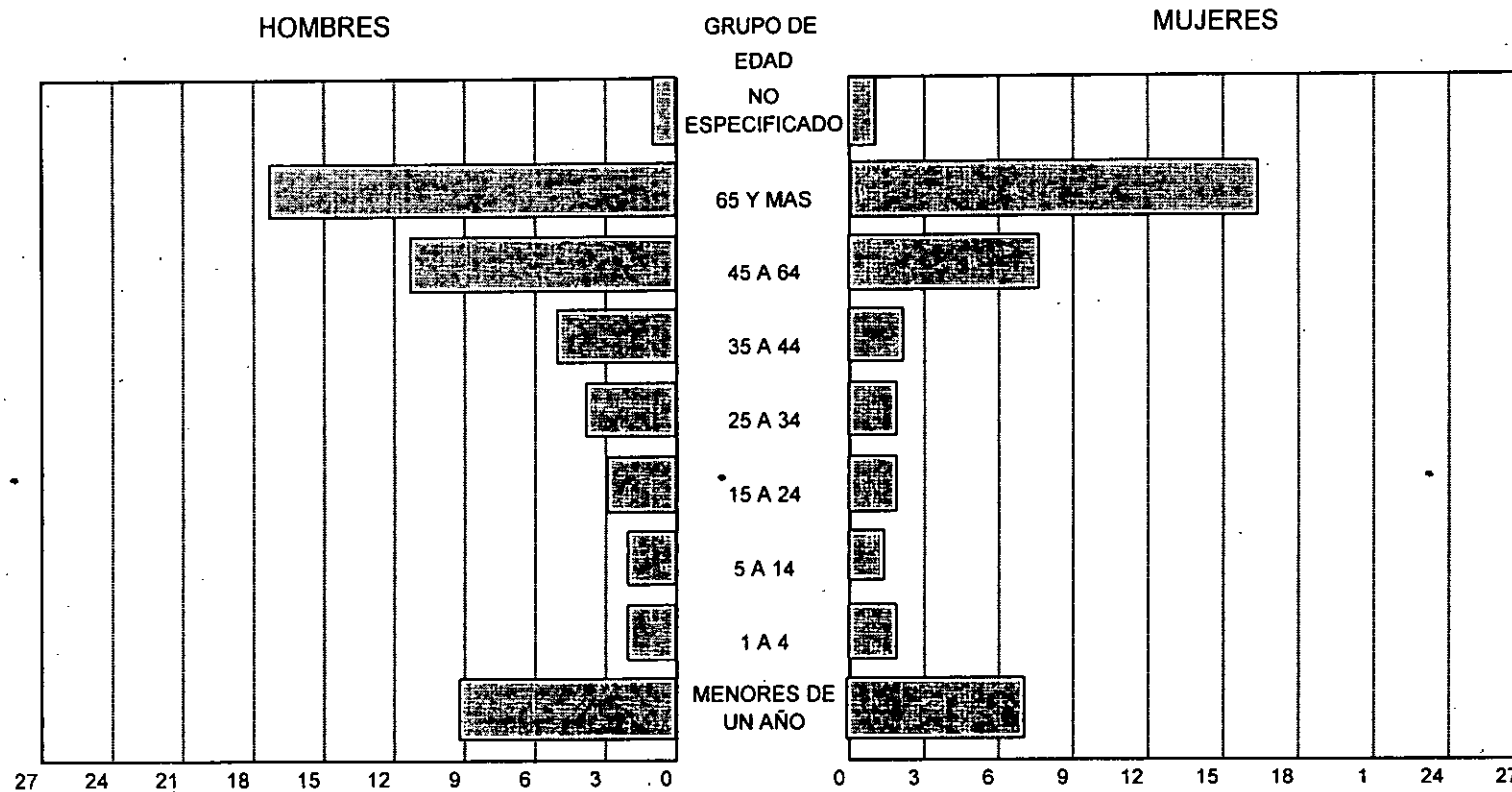 HOMBRES
GRUPO DE
EDAD
MUJERES
NO
ESPECIFICADO
65 Y MAS
45 A 64
35 A 44
25 A 34
15 A 24
5 A 14
1 A 4
MENORES DE
UN AÑO
27 24 21 18 15 12 9 6 3 0
0 3 6 9 12 15 18 1 24 27